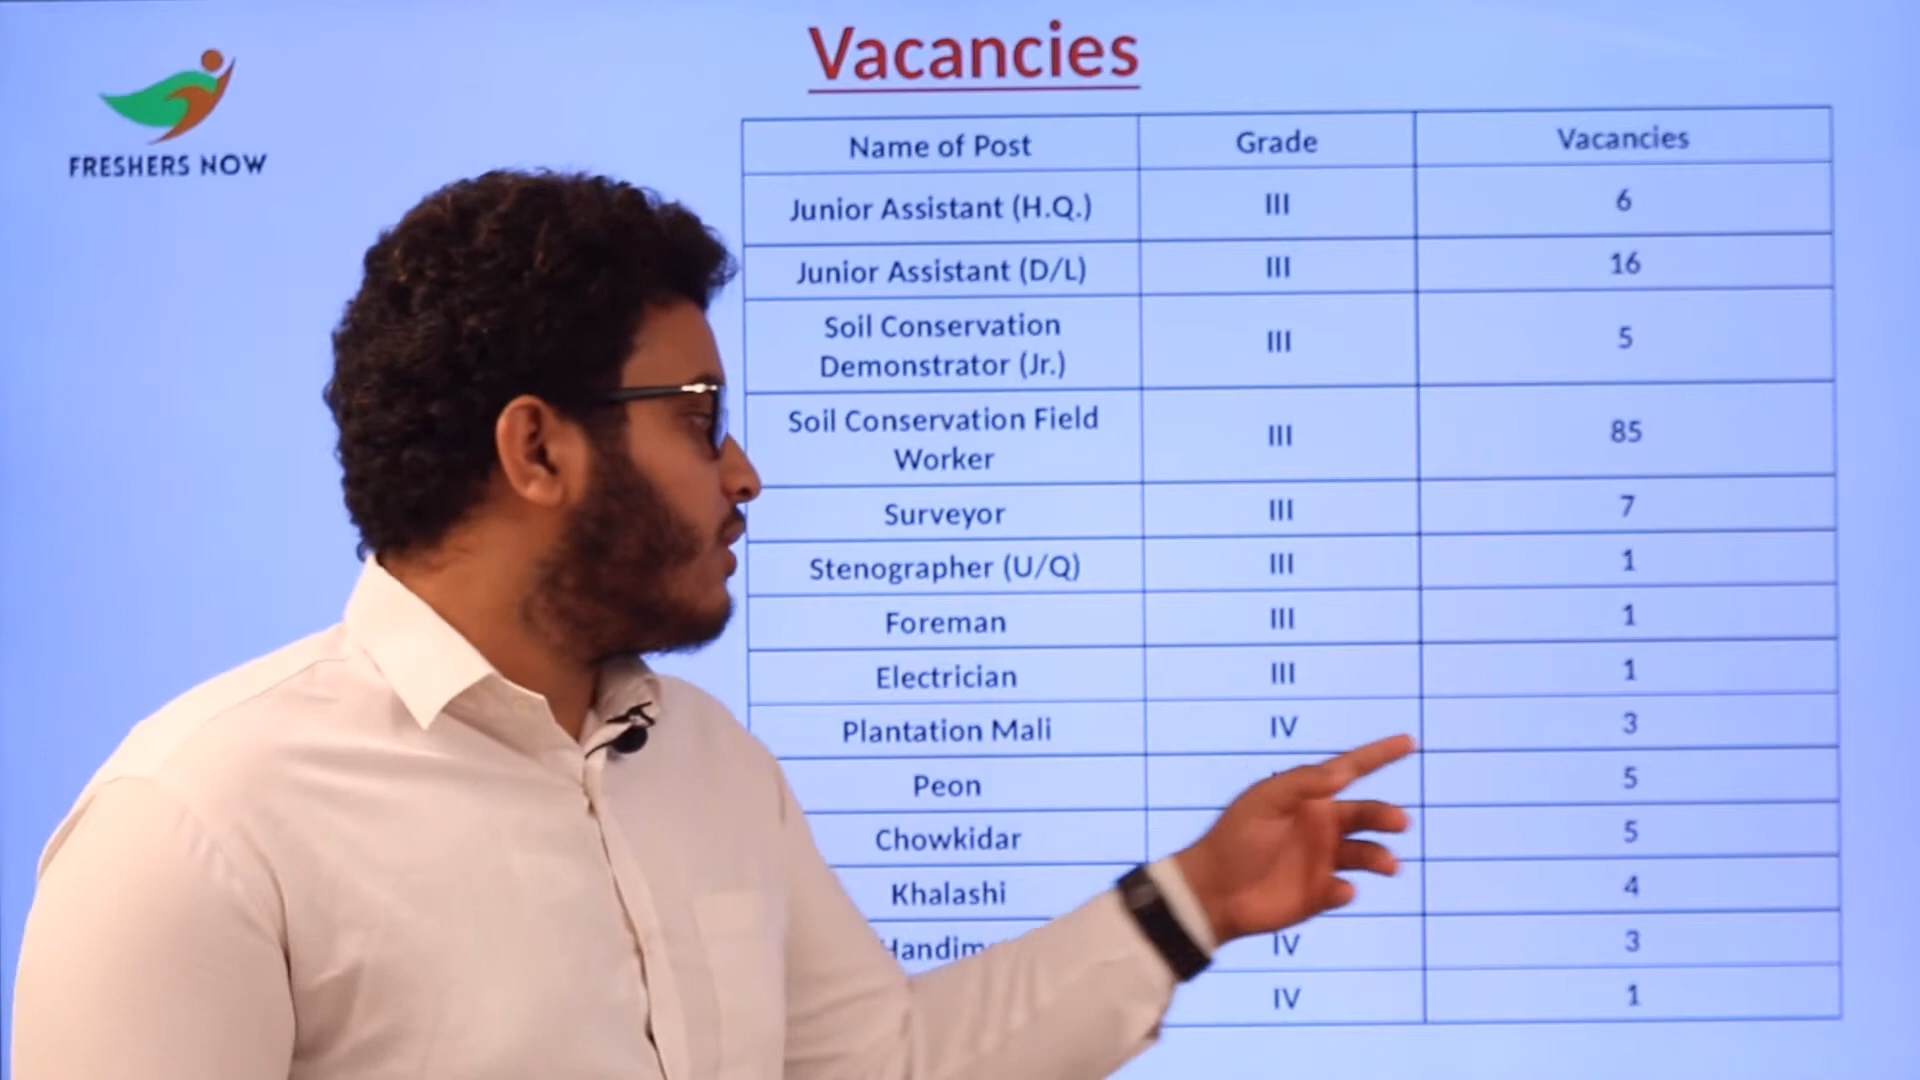 FRESHERS NOW
Vacancies
Name of Post Grade Vacancies
Junior Assistant (H.Q.) III 6
Junior Assistant (D/L) III 16
Soil Conservation
Demonstrator (Jr.) III 5
Soil Conservation Field
Worker III 85
Surveyor III 7
Stenographer (U/Q) III 1
Foreman III 1
Electrician III 1
Plantation Mali IV 3
Peon 5
Chowkidar 5
Khalashi 4
IV 3
IV 1